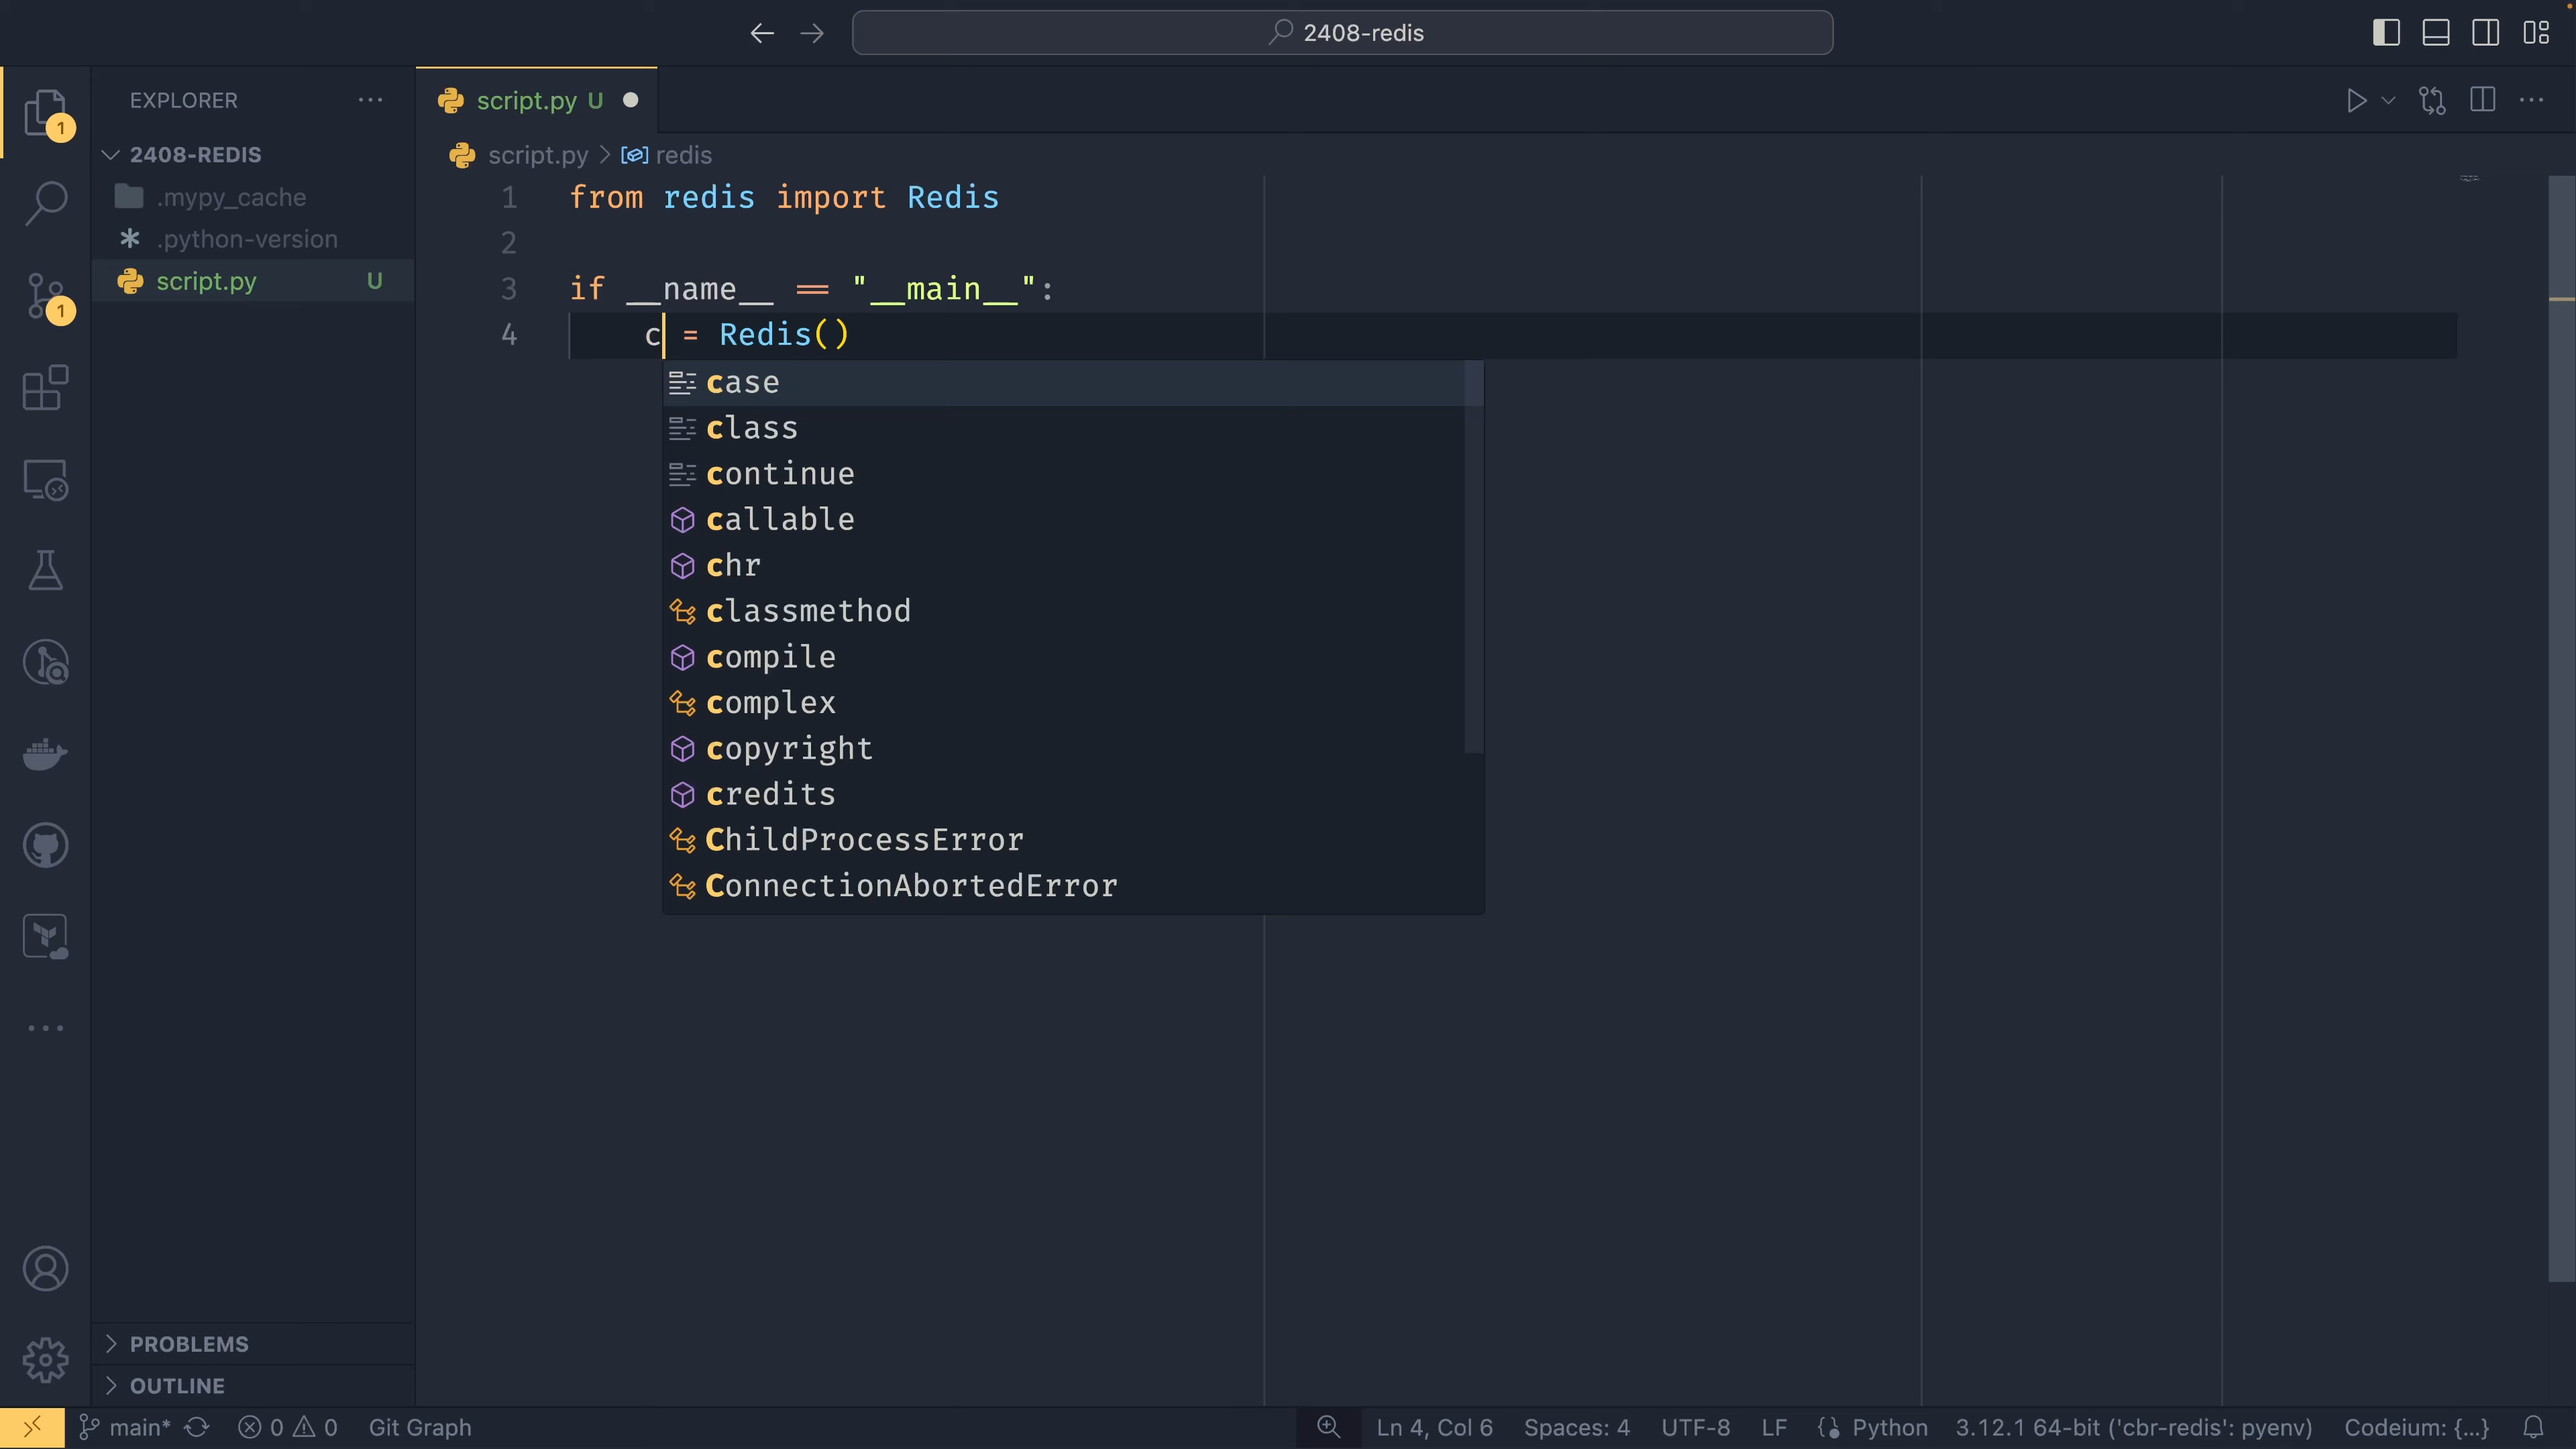 2408-redis
EXPLORER
script.py U
1
2408-REDIS
script.py > redis
.mypy_cache
.python-version
script.py U
1
1 from redis import Redis
2
3 if __name__ == "__main__":
4 c = Redis()
case
class
continue
callable
chr
classmethod
compile
complex
copyright
credits
ChildProcessError
ConnectionAbortedError
PROBLEMS
OUTLINE
main* 0 0 Git Graph Ln 4, Col 6 Spaces: 4 UTF-8 LF Python 3.12.1 64-bit ('cbr-redis': pyenv) Codeium: {...}